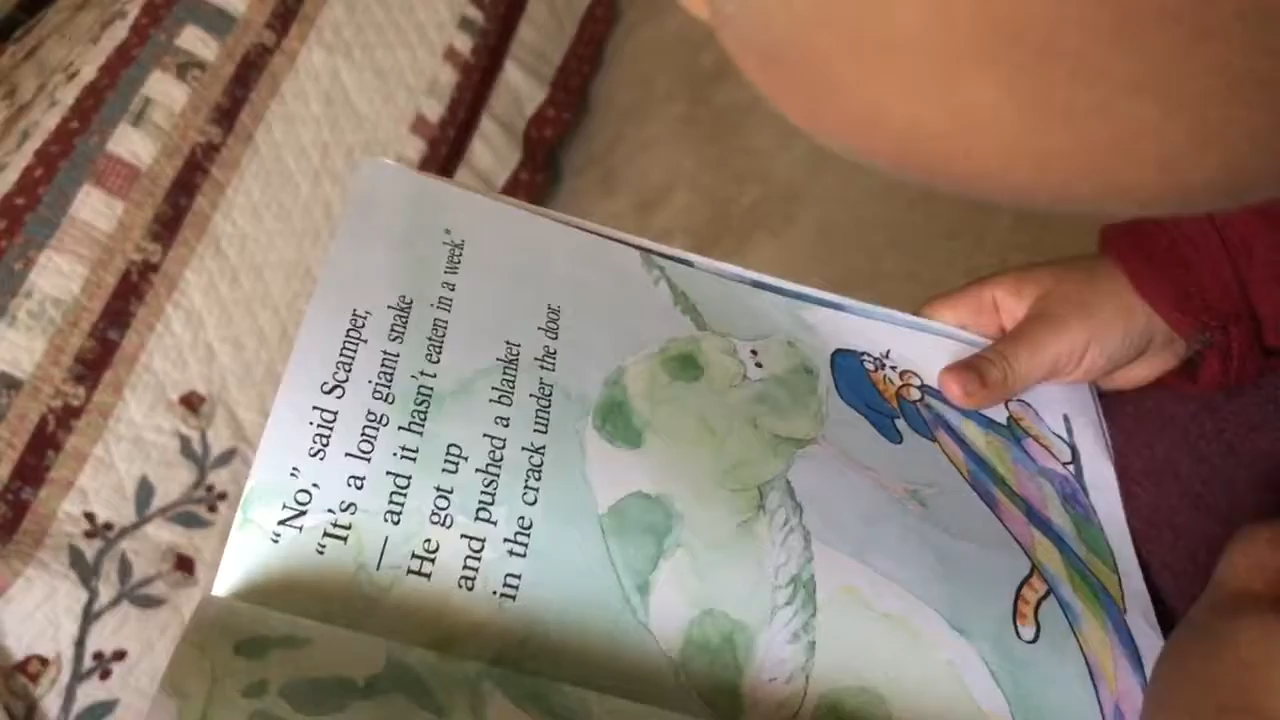 "No," said Scamper,
"It's a long giant snake
— and it hasn't eaten in a week."
He got up
and pushed a blanket
in the crack under the door.